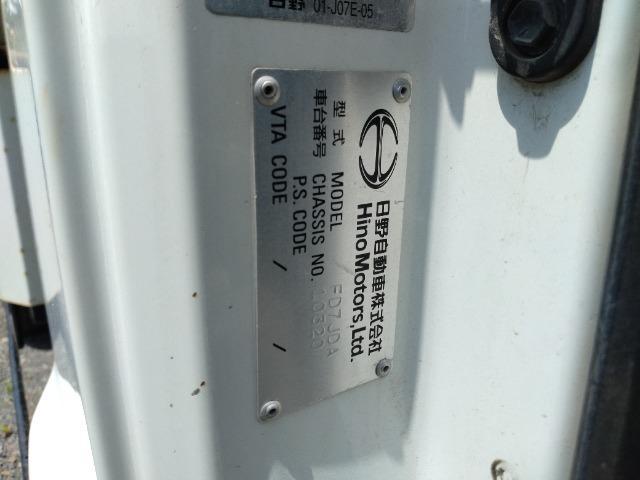 日野 01-J07E-05
日野自動車株式会社
HinoMotors,Ltd.
型式 MODEL FD7JDA
車台番号 CHASSIS NO. 10320
P.S. CODE /
VTA CODE /